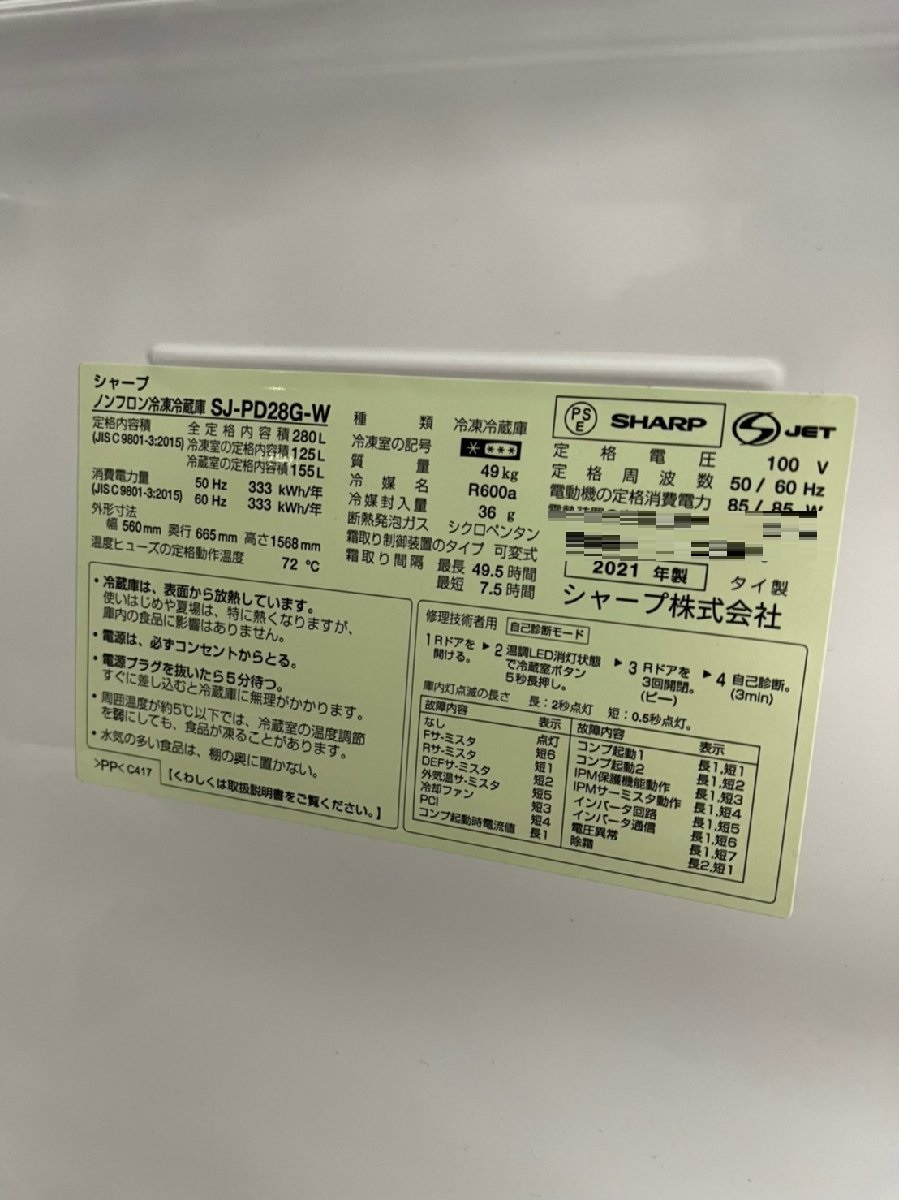 シャープ
ノンフロン冷凍冷蔵庫 SJ-PD28G-W
定格内容積 全定格内容積 280L
(JIS C 9801-3:2015) 冷凍室の定格内容積 125L
冷蔵室の定格内容積 155L
消費電力量 50 Hz 333 kWh/年
(JIS C 9801-3:2015) 60 Hz 333 kWh/年
外形寸法
幅 560mm 奥行 665mm 高さ1568mm
温度ヒューズの定格動作温度 72 ℃
種類 冷凍冷蔵庫
冷凍室の記号
質量 49kg
冷媒名 R600a
冷媒封入量 36 g
断熱発泡ガス シクロペンタン
霜取り制御装置のタイプ 可変式
霜取り間隔 最長 49.5時間
最短 7.5時間
PS E SHARP JET
定格電圧 100 V
定格周波数 50 / 60 Hz
電動機の定格消費電力 85 / 85 W
2021 年製 タイ製
シャープ株式会社
・冷蔵庫は、表面から放熱しています。
使いはじめや夏場は、特に熱くなりますが、
庫内の食品に影響はありません。
・電源は、必ずコンセントからとる。
・電源プラグを抜いたら5分待つ。
すぐに差し込むと冷蔵庫に無理がかかります。
・周囲温度が約5℃以下では、冷蔵室の温度調節
を弱にしても、食品が凍ることがあります。
・水気の多い食品は、棚の奥に置かない。
>PP< C417 【くわしくは取扱説明書をご覧ください。】
修理技術者用 自己診断モード
1 Rドアを開ける。 ▶ 2 温調LED消灯状態で冷蔵室ボタン5秒長押し。 ▶ 3 Rドアを3回開閉。(ピー) ▶ 4 自己診断。(3min)
庫内灯点滅の長さ 長:2秒点灯 短:0.5秒点灯。
故障内容 表示
なし 点灯
Fサ-ミスタ 短6
Rサ-ミスタ 短1
DEFサ-ミスタ 短2
外気温サ-ミスタ 短5
冷却ファン 短3
PCI 短4
コンプ起動時電流値 長1
故障内容 表示
コンプ起動1 長1,短1
コンプ起動2 長1,短2
IPM保護機能動作 長1,短3
IPMサーミスタ動作 長1,短4
インバータ回路 長1,短5
インバータ通信 長1,短6
電圧異常 長1,短7
除霜 長2,短1